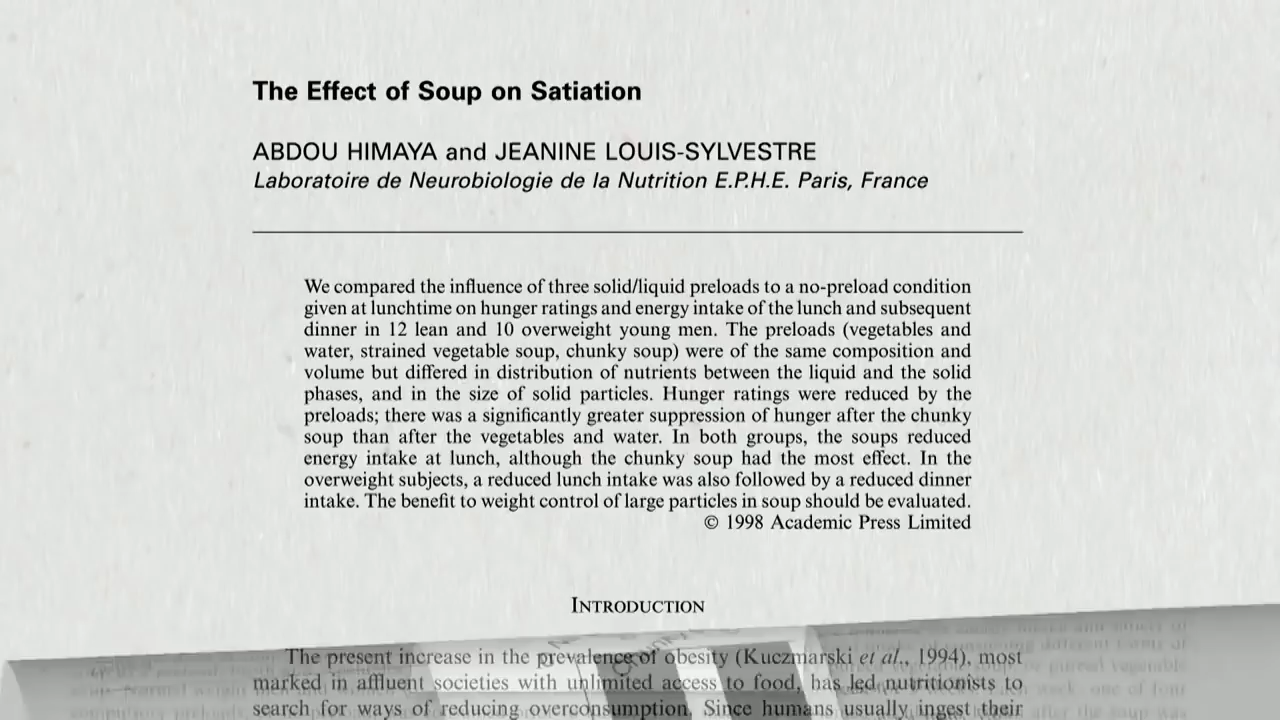 The Effect of Soup on Satiation
ABDOU HIMAYA and JEANINE LOUIS-SYLVESTRE
Laboratoire de Neurobiologie de la Nutrition E.P.H.E. Paris, France
We compared the influence of three solid/liquid preloads to a no-preload condition
given at lunchtime on hunger ratings and energy intake of the lunch and subsequent
dinner in 12 lean and 10 overweight young men. The preloads (vegetables and
water, strained vegetable soup, chunky soup) were of the same composition and
volume but differed in distribution of nutrients between the liquid and the solid
phases, and in the size of solid particles. Hunger ratings were reduced by the
preloads; there was a significantly greater suppression of hunger after the chunky
soup than after the vegetables and water. In both groups, the soups reduced
energy intake at lunch, although the chunky soup had the most effect. In the
overweight subjects, a reduced lunch intake was also followed by a reduced dinner
intake. The benefit to weight control of large particles in soup should be evaluated.
© 1998 Academic Press Limited
INTRODUCTION
The present increase in the prevalence of obesity (Kuczmarski et al., 1994), most
marked in affluent societies with unlimited access to food, has led nutritionists to
search for ways of reducing overconsumption. Since humans usually ingest their